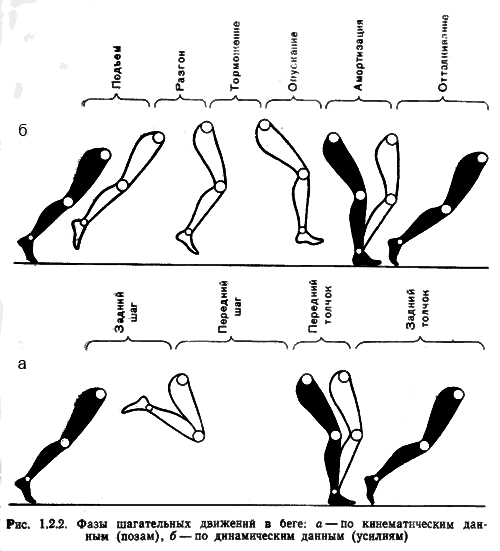 Подъем
Разгон
Торможение
Опускание
Амортизация
Отталкивание
б
Задний
шаг
Передний
шаг
Передний
толчок
Задний
толчок
а
Рис. 1.2.2. Фазы шагательных движений в беге: а — по кинематическим дан-
ным (позам), б — по динамическим данным (усилиям)